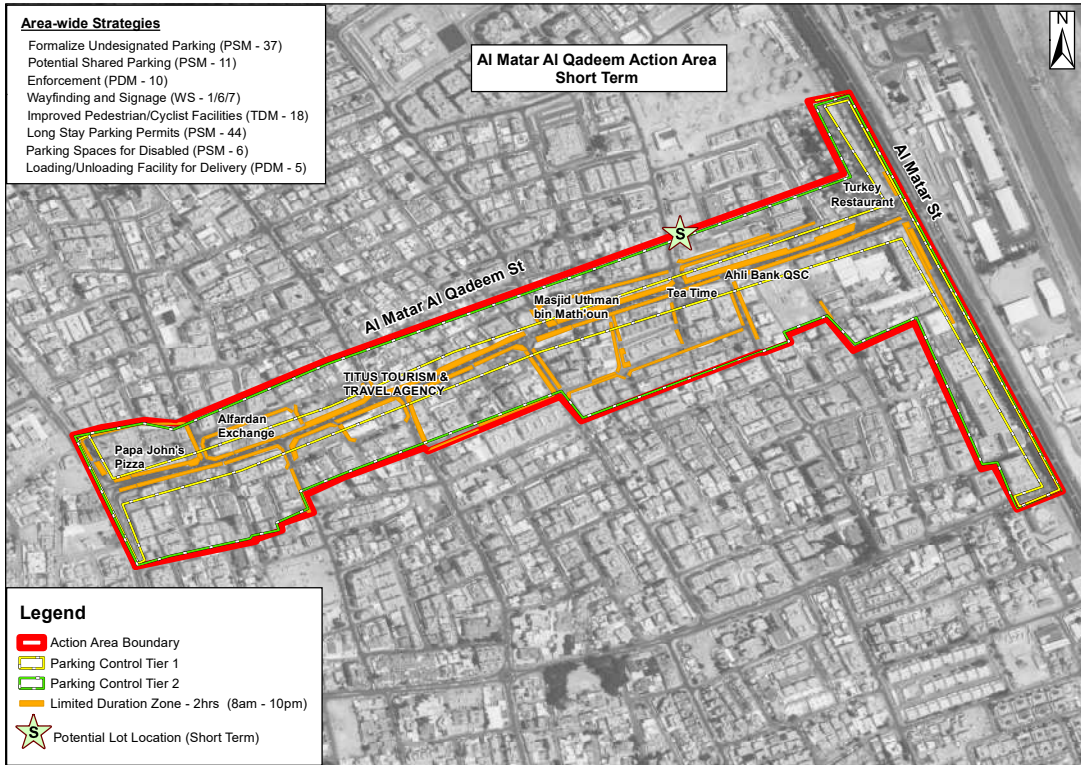 Area-wide Strategies
Formalize Undesignated Parking (PSM - 37)
Potential Shared Parking (PSM - 11)
Enforcement (PDM - 10)
Wayfinding and Signage (WS - 1/6/7)
Improved Pedestrian/Cyclist Facilities (TDM - 18)
Long Stay Parking Permits (PSM - 44)
Parking Spaces for Disabled (PSM - 6)
Loading/Unloading Facility for Delivery (PDM - 5)
Al Matar Al Qadeem Action Area
Short Term
N
Al Matar St
Turkey
Restaurant
S
Al Matar Al Qadeem St
Ahli Bank QSC
Tea Time
Masjid Uthman
bin Math'oun
TITUS TOURISM &
TRAVEL AGENCY
Alfardan
Exchange
Papa John's
Pizza
Legend
Action Area Boundary
Parking Control Tier 1
Parking Control Tier 2
Limited Duration Zone - 2hrs (8am - 10pm)
S Potential Lot Location (Short Term)